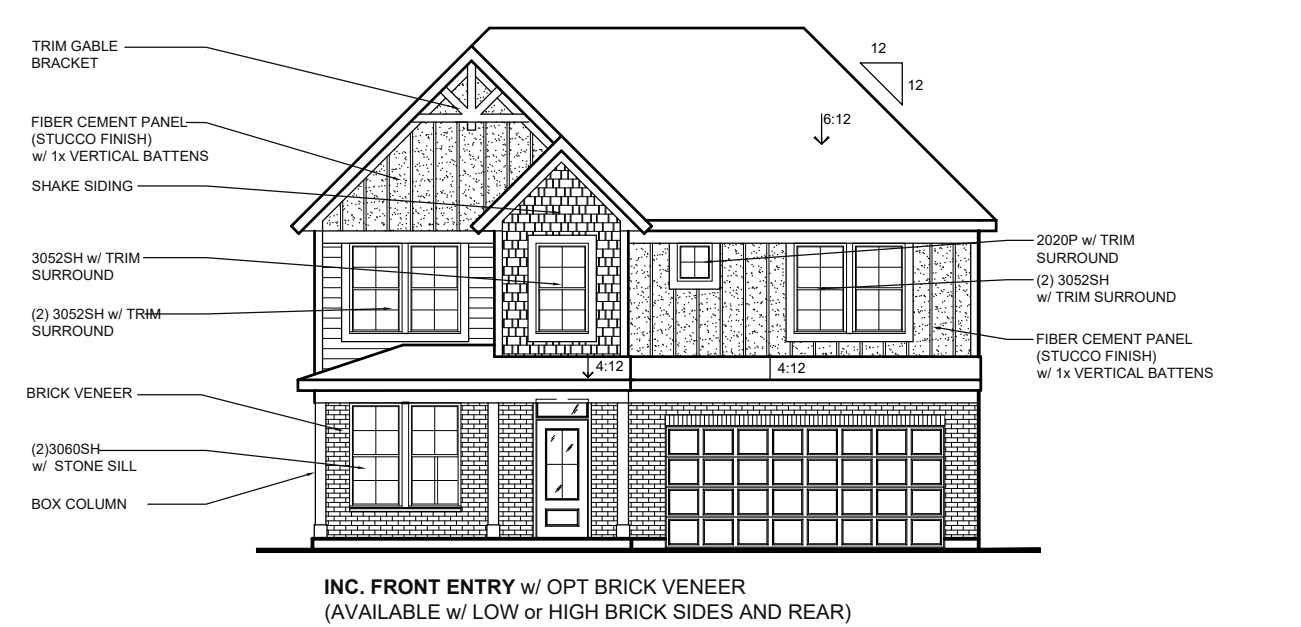 TRIM GABLE
BRACKET
FIBER CEMENT PANEL
(STUCCO FINISH)
w/ 1x VERTICAL BATTENS
SHAKE SIDING
3052SH w/ TRIM
SURROUND
(2) 3052SH w/ TRIM
SURROUND
BRICK VENEER
(2)3060SH
w/ STONE SILL
BOX COLUMN
12
12
6:12
4:12
4:12
2020P w/ TRIM
SURROUND
(2) 3052SH
w/ TRIM SURROUND
FIBER CEMENT PANEL
(STUCCO FINISH)
w/ 1x VERTICAL BATTENS
INC. FRONT ENTRY w/ OPT BRICK VENEER
(AVAILABLE w/ LOW or HIGH BRICK SIDES AND REAR)